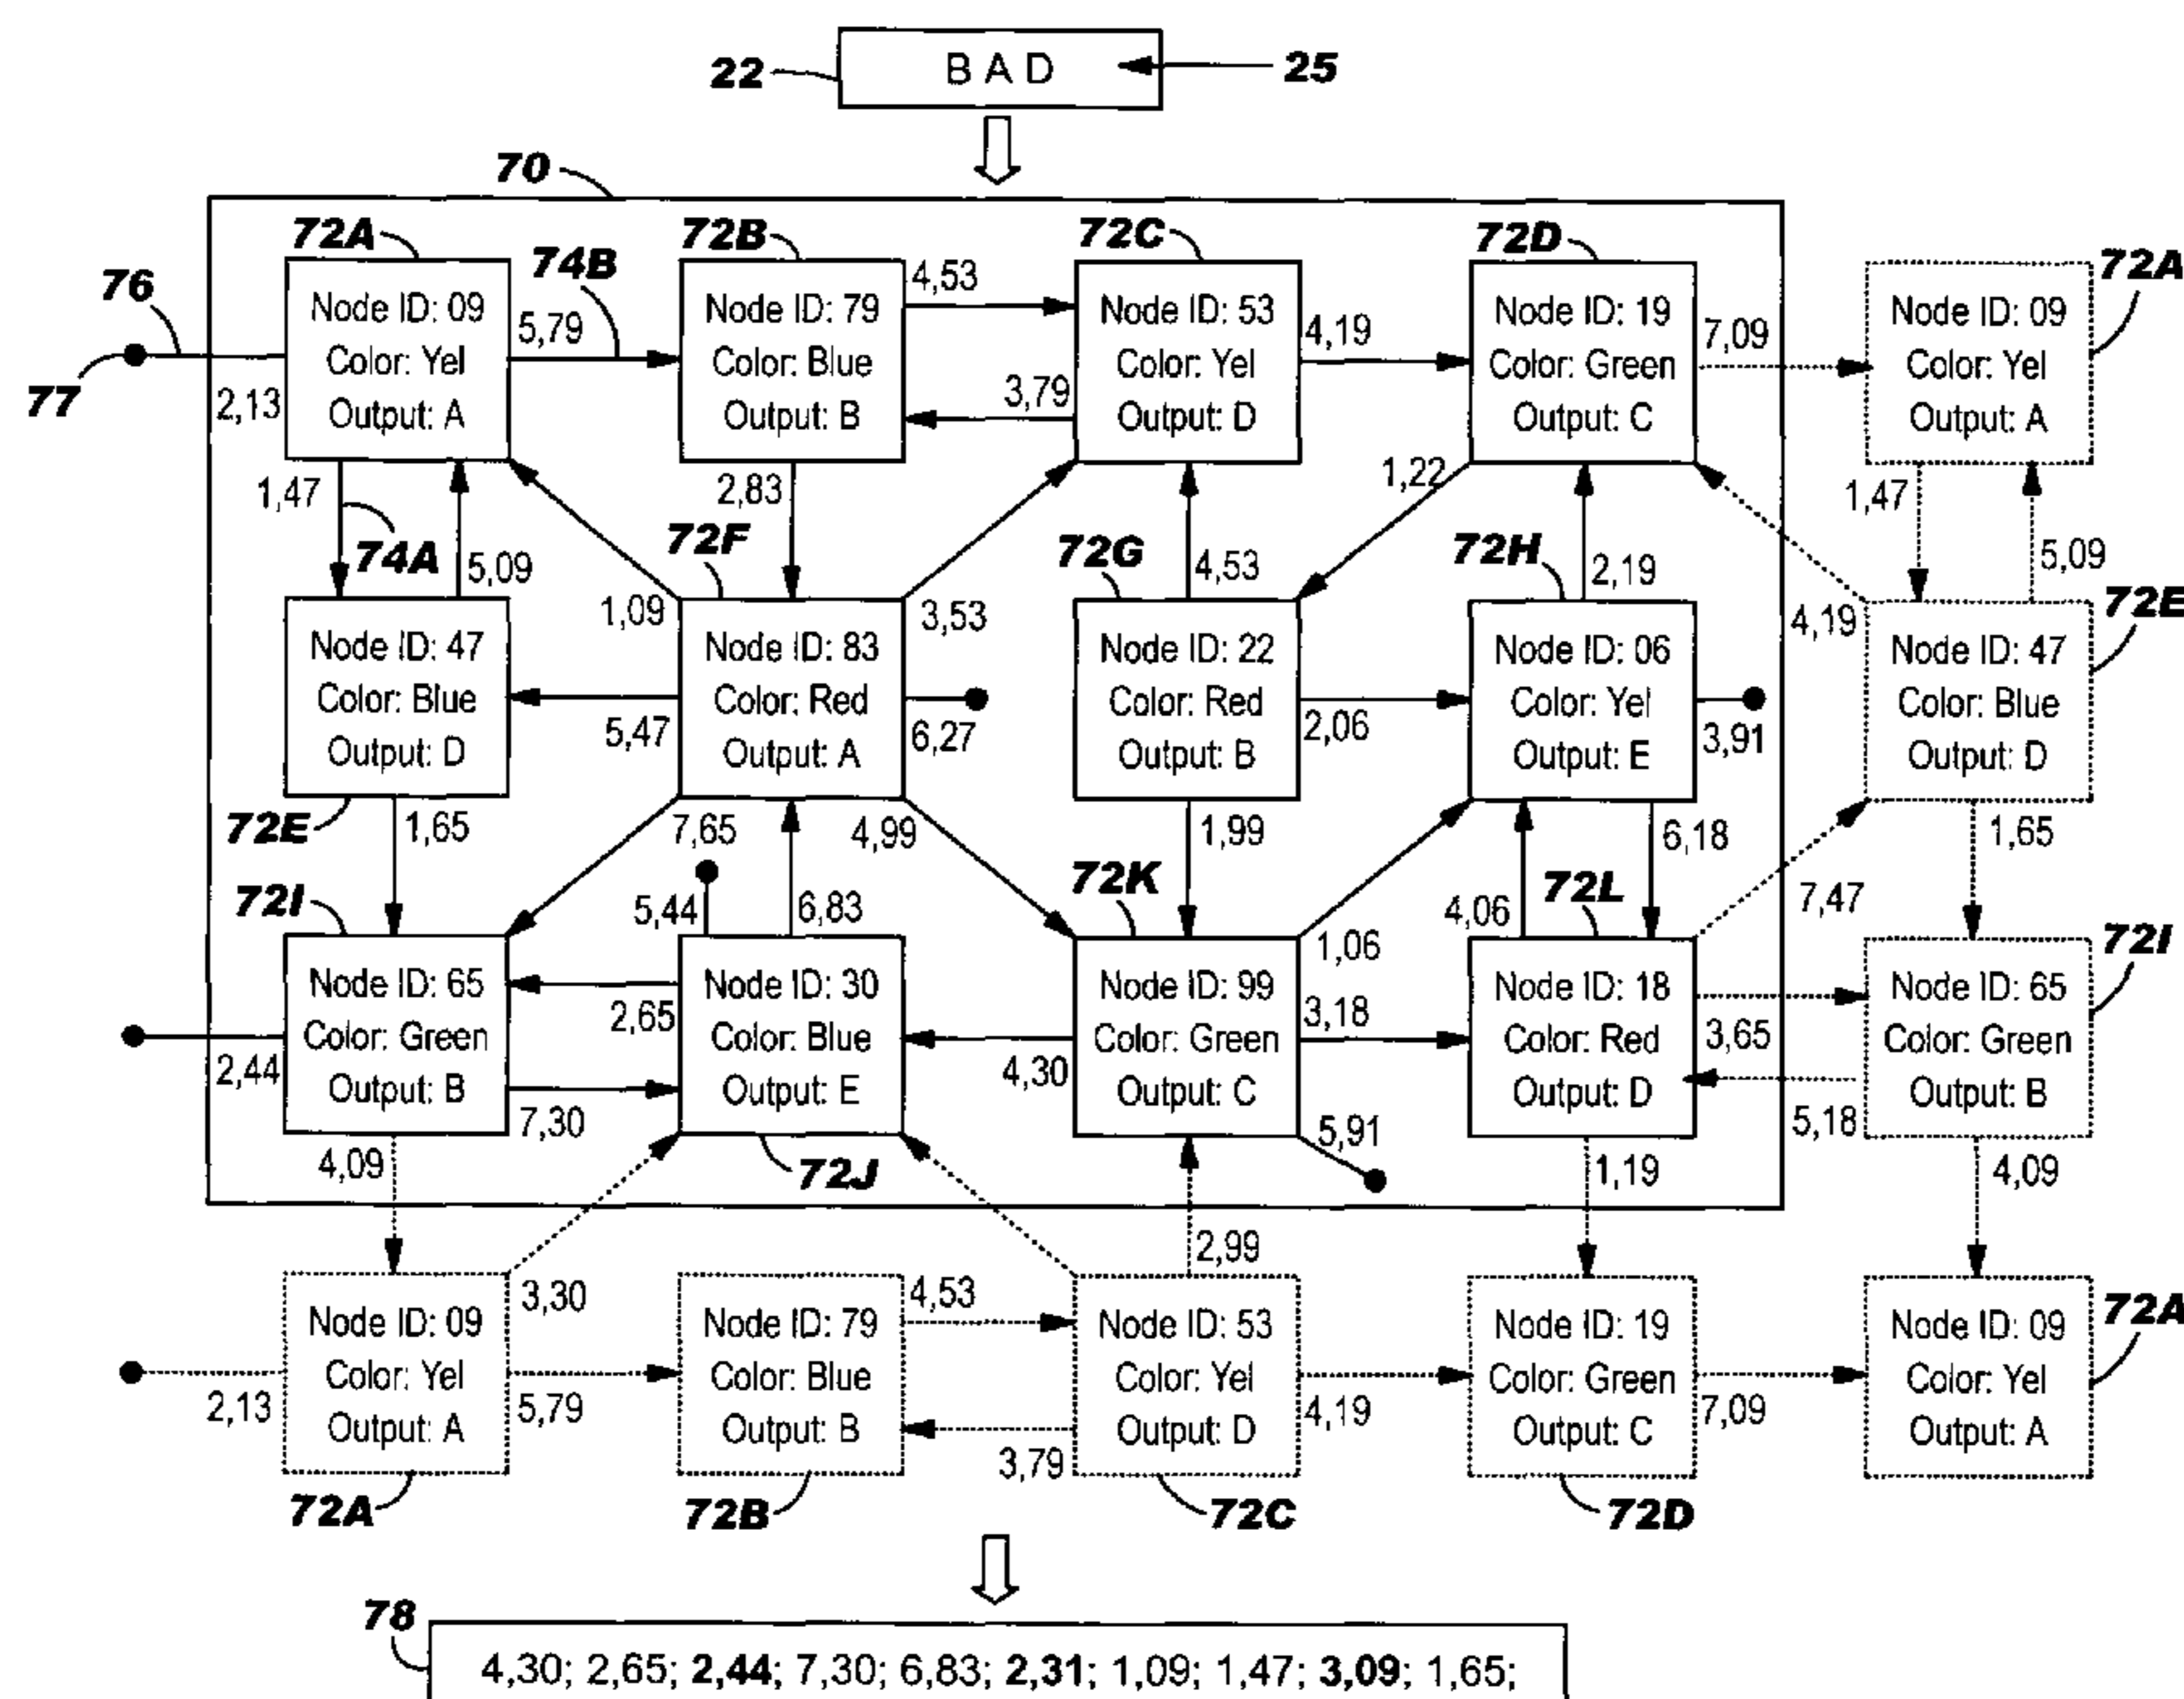 22
B A D
25
70
72A
72B
72C
72D
72A
76
77
74B
Node ID: 09
Color: Yel
Output: A
5,79
2,13
Node ID: 79
Color: Blue
Output: B
4,53
3,79
Node ID: 53
Color: Yel
Output: D
4,19
Node ID: 19
Color: Green
Output: C
7,09
Node ID: 09
Color: Yel
Output: A
1,47
74A
5,09
2,83
72F
1,09
3,53
72G
4,53
1,22
72H
2,19
4,19
1,47
5,09
72E
Node ID: 47
Color: Blue
Output: D
72E
5,47
Node ID: 83
Color: Red
Output: A
6,27
Node ID: 22
Color: Red
Output: B
2,06
Node ID: 06
Color: Yel
Output: E
3,91
Node ID: 47
Color: Blue
Output: D
1,65
7,65
4,99
1,99
6,18
1,65
72I
5,44
6,83
72K
1,06
4,06
72L
7,47
72I
Node ID: 65
Color: Green
Output: B
2,44
2,65
7,30
Node ID: 30
Color: Blue
Output: E
72J
4,30
Node ID: 99
Color: Green
Output: C
3,18
5,91
Node ID: 18
Color: Red
Output: D
3,65
5,18
Node ID: 65
Color: Green
Output: B
4,09
2,99
1,19
4,09
2,13
Node ID: 09
Color: Yel
Output: A
72A
3,30
5,79
Node ID: 79
Color: Blue
Output: B
72B
4,53
3,79
Node ID: 53
Color: Yel
Output: D
72C
4,19
Node ID: 19
Color: Green
Output: C
72D
7,09
Node ID: 09
Color: Yel
Output: A
72A
78
4,30; 2,65; 2,44; 7,30; 6,83; 2,31; 1,09; 1,47; 3,09; 1,65;